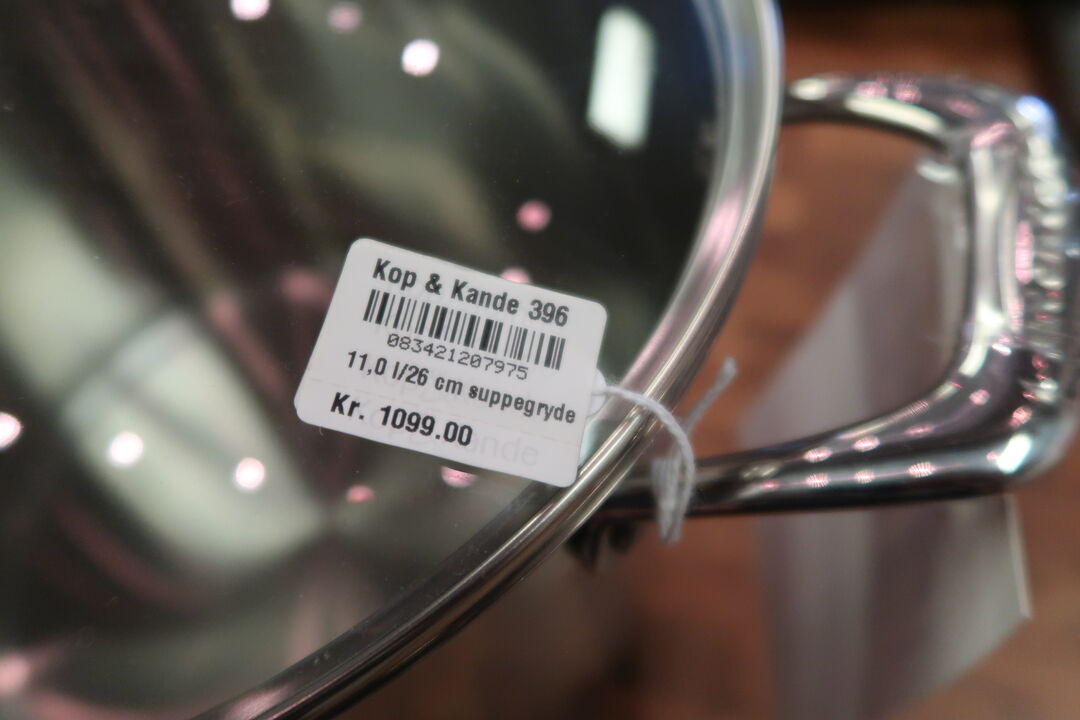 Kop & Kande 396
083421207975
11,0 l/26 cm suppegryde
Kr. 1099.00